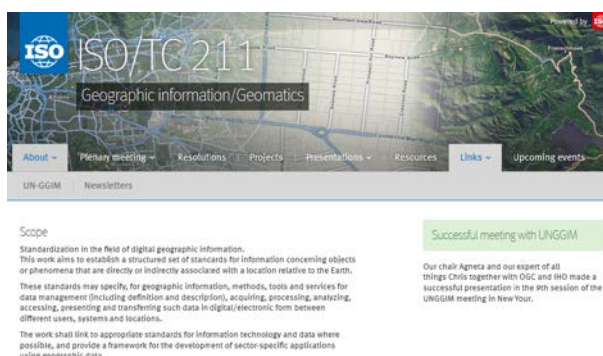 Powered by ISO
ISO
ISO/TC 211
Geographic information/Geomatics
About
Plenary meeting
Resolutions
Projects
Presentations
Resources
Links
Upcoming events
UN-GGIM
Newsletters
Scope
Standardization in the field of digital geographic information.
This work aims to establish a structured set of standards for information concerning objects
or phenomena that are directly or indirectly associated with a location relative to the Earth.
These standards may specify, for geographic information, methods, tools and services for
data management (including definition and description), acquiring, processing, analyzing,
accessing, presenting and transferring such data in digital/electronic form between
different users, systems and locations.
The work shall link to appropriate standards for information technology and data where
possible, and provide a framework for the development of sector-specific applications
using geographic data.
Successful meeting with UNGGIM
Our chair Agneta and our expert of all
things Chris together with OGC and IHO made a
successful presentation in the 9th session of the
UNGGIM meeting in New Your.